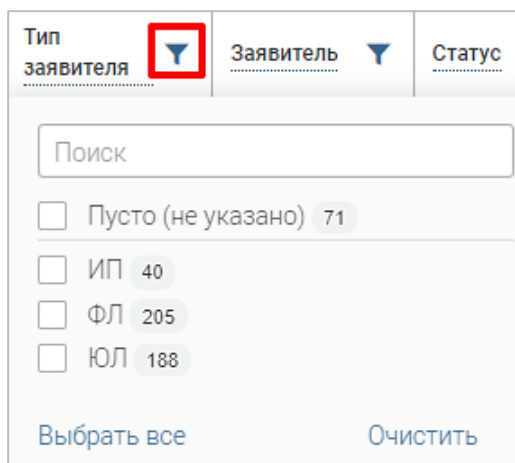 Тип
заявителя
Заявитель
Статус
Поиск
Пусто (не указано) 71
ИП 40
ФЛ 205
ЮЛ 188
Выбрать все
Очистить